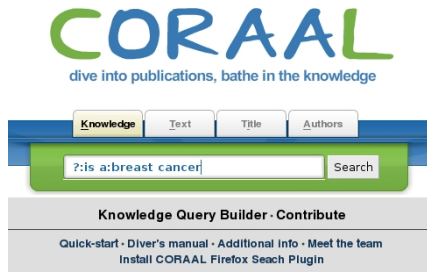 CORAAL
dive into publications, bathe in the knowledge
Knowledge Text Title Authors
?:is a:breast cancer Search
Knowledge Query Builder · Contribute
Quick-start · Diver's manual · Additional info · Meet the team
Install CORAAL Firefox Seach Plugin